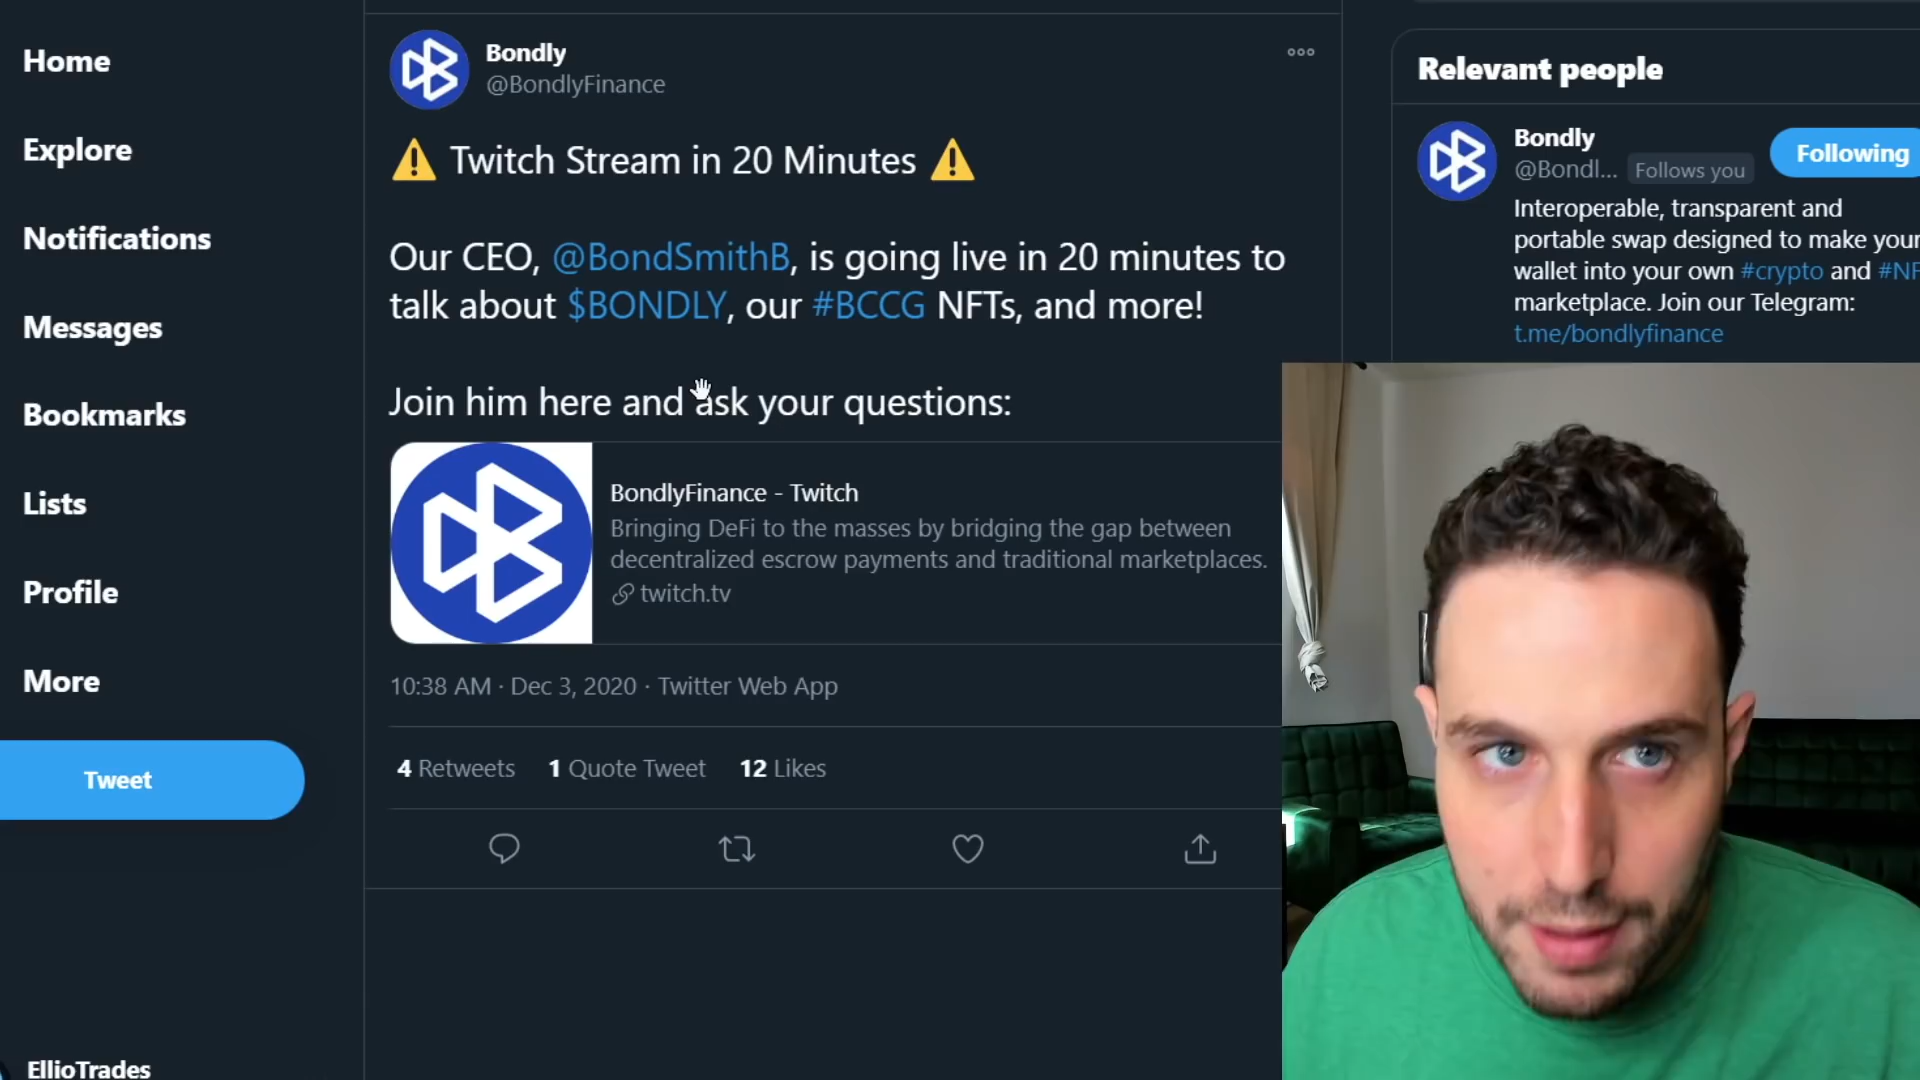 Home
Explore
Notifications
Messages
Bookmarks
Lists
Profile
More
Tweet
EllioTrades
Bondly
@BondlyFinance
⚠ Twitch Stream in 20 Minutes ⚠
Our CEO, @BondSmithB, is going live in 20 minutes to
talk about $BONDLY, our #BCCG NFTs, and more!
Join him here and ask your questions:
BondlyFinance - Twitch
Bringing DeFi to the masses by bridging the gap between
decentralized escrow payments and traditional marketplaces.
twitch.tv
10:38 AM · Dec 3, 2020 · Twitter Web App
4 Retweets 1 Quote Tweet 12 Likes
Relevant people
Bondly
@Bondl... Follows you
Following
Interoperable, transparent and
portable swap designed to make your
wallet into your own #crypto and #NF
marketplace. Join our Telegram:
t.me/bondlyfinance